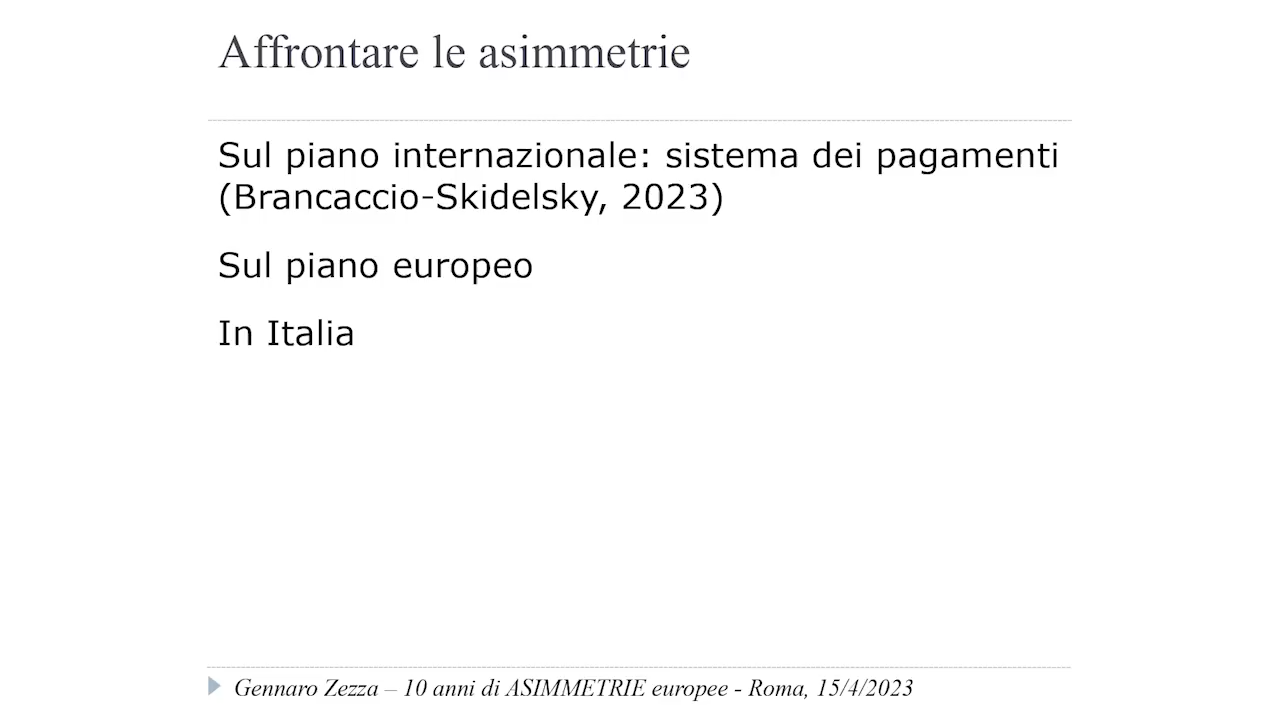 Affrontare le asimmetrie
Sul piano internazionale: sistema dei pagamenti
(Brancaccio-Skidelsky, 2023)
Sul piano europeo
In Italia
Gennaro Zezza – 10 anni di ASIMMETRIE europee - Roma, 15/4/2023